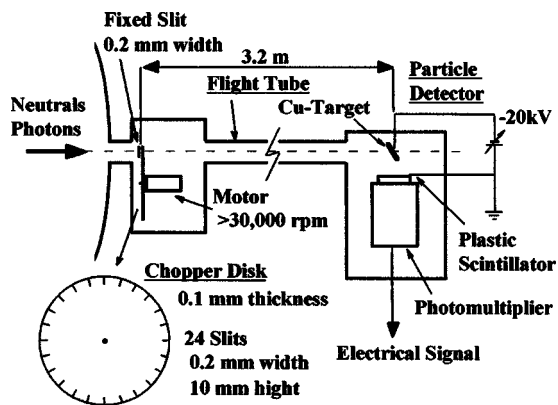 Fixed Slit
0.2 mm width
3.2 m
Flight Tube
Particle
Detector
Cu-Target
-20kV
Neutrals
Photons
Motor
>30,000 rpm
Plastic
Scintillator
Photomultiplier
Chopper Disk
0.1 mm thickness
24 Slits
0.2 mm width
10 mm hight
Electrical Signal